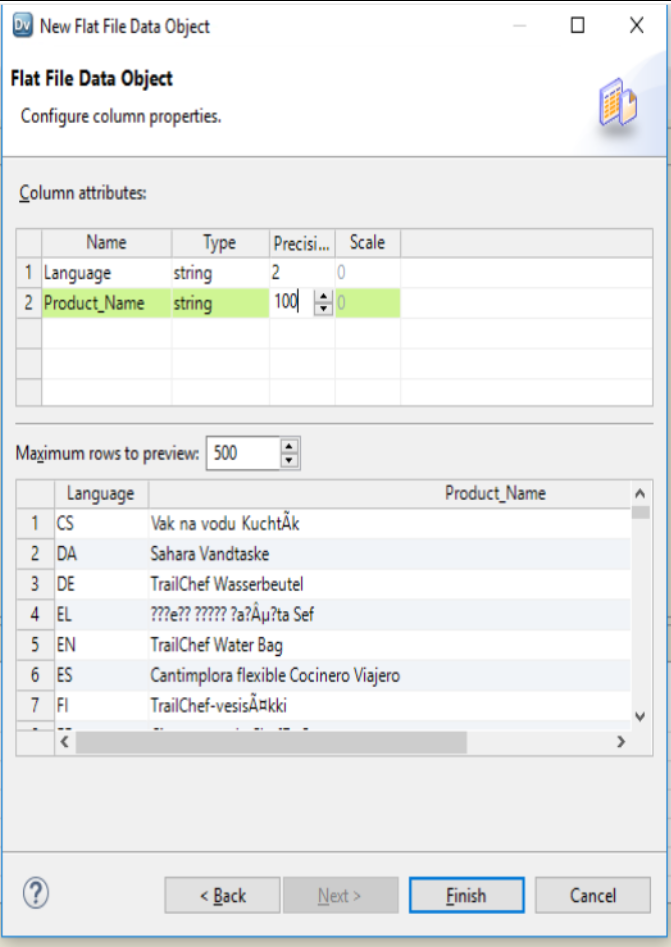 Dv New Flat File Data Object
Flat File Data Object
Configure column properties.
Column attributes:
Name Type Precisi... Scale
1 Language string 2 0
2 Product_Name string 100 0
Maximum rows to preview: 500
Language Product_Name
1 CS Vak na vodu KuchtÃk
2 DA Sahara Vandtaske
3 DE TrailChef Wasserbeutel
4 EL ???e?? ????? ?a?Âµ?ta Sef
5 EN TrailChef Water Bag
6 ES Cantimplora flexible Cocinero Viajero
7 FI TrailChef-vesisÃ¤kki
? < Back Next > Finish Cancel